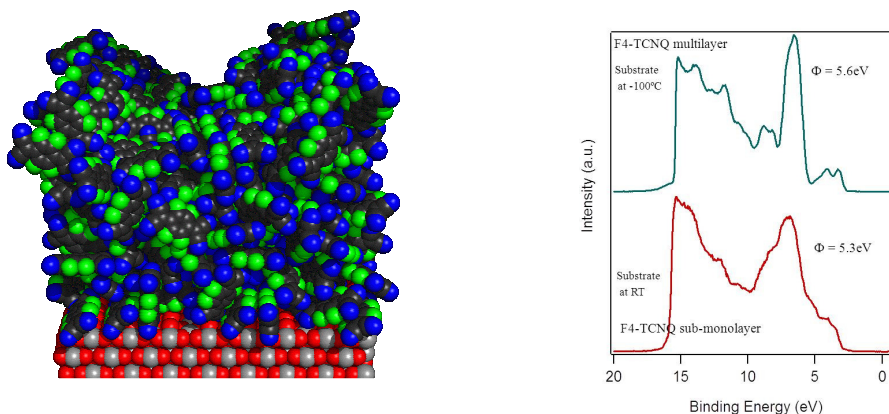 F4-TCNQ multilayer
Φ = 5.6eV
Substrate
at -100ºC
Φ = 5.3eV
Substrate
at RT
F4-TCNQ sub-monolayer
Intensity (a.u.)
20 15 10 5 0
Binding Energy (eV)